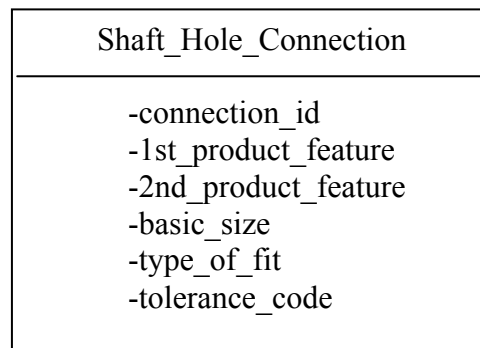 Shaft_Hole_Connection
-connection_id
-1st_product_feature
-2nd_product_feature
-basic_size
-type_of_fit
-tolerance_code